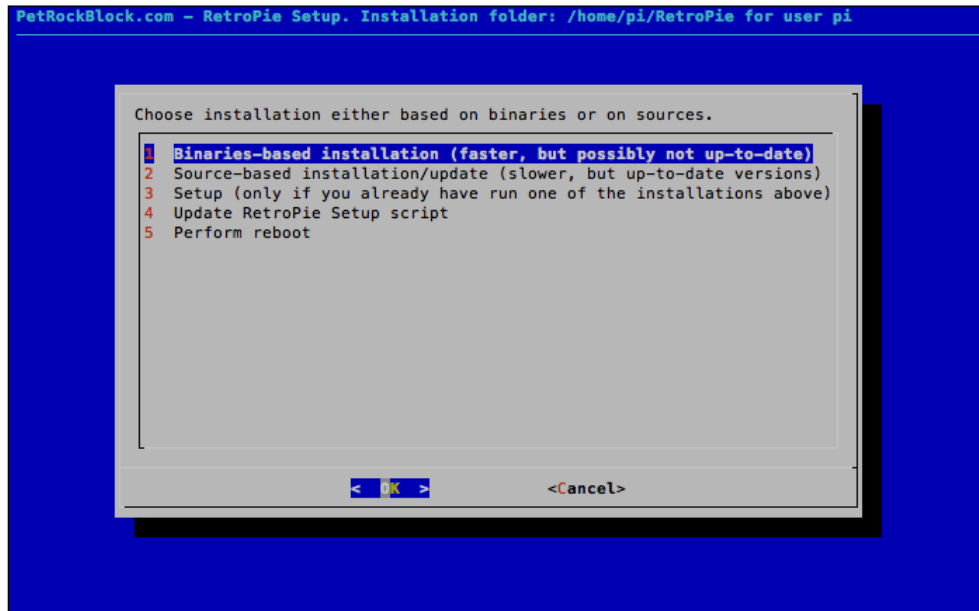 PetRockBlock.com – RetroPie Setup. Installation folder: /home/pi/RetroPie for user pi
Choose installation either based on binaries or on sources.
1 Binaries-based installation (faster, but possibly not up-to-date)
2 Source-based installation/update (slower, but up-to-date versions)
3 Setup (only if you already have run one of the installations above)
4 Update RetroPie Setup script
5 Perform reboot
< OK > <Cancel>